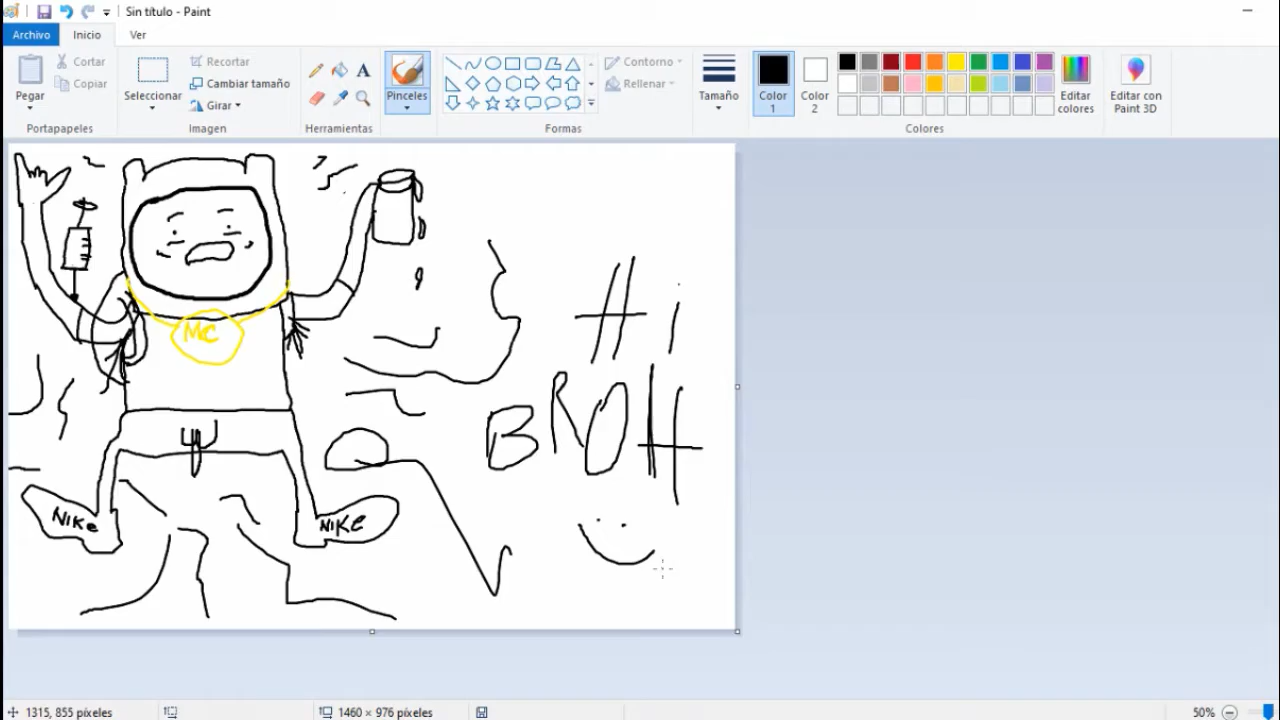 Sin título - Paint
Archivo Inicio Ver
Pegar
Cortar
Copiar
Portapapeles
Seleccionar
Recortar
Cambiar tamaño
Girar
Imagen
A
Herramientas
Pinceles
Contorno
Rellenar
Formas
Tamaño
Color
1
Color
2
Editar
colores
Colores
Editar con
Paint 3D
MC
NIKe
NIKE
Hi
BROH
1315, 855 píxeles
1460 × 976 píxeles
50%